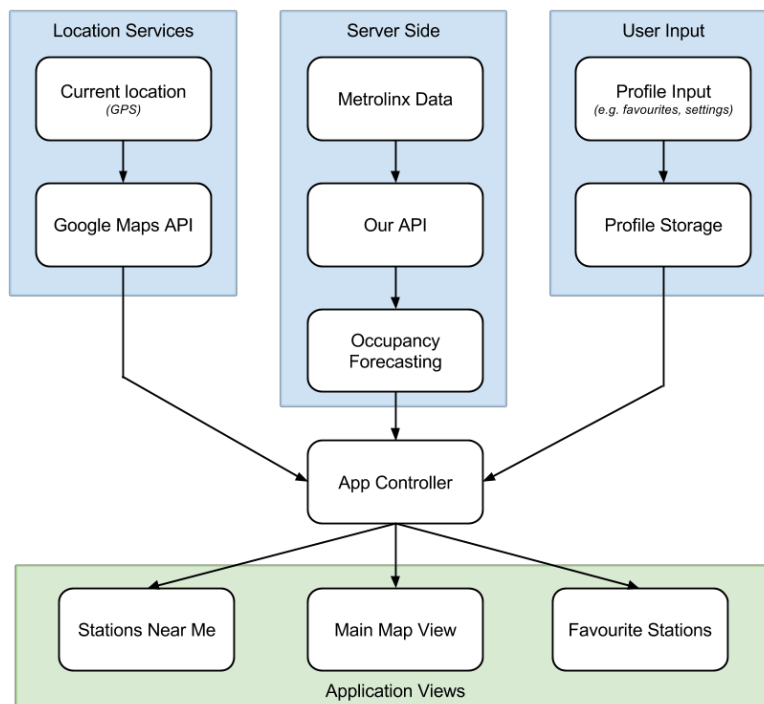 Location Services
Current location
(GPS)
Google Maps API
Server Side
Metrolinx Data
Our API
Occupancy
Forecasting
User Input
Profile Input
(e.g. favourites, settings)
Profile Storage
App Controller
Stations Near Me
Main Map View
Favourite Stations
Application Views